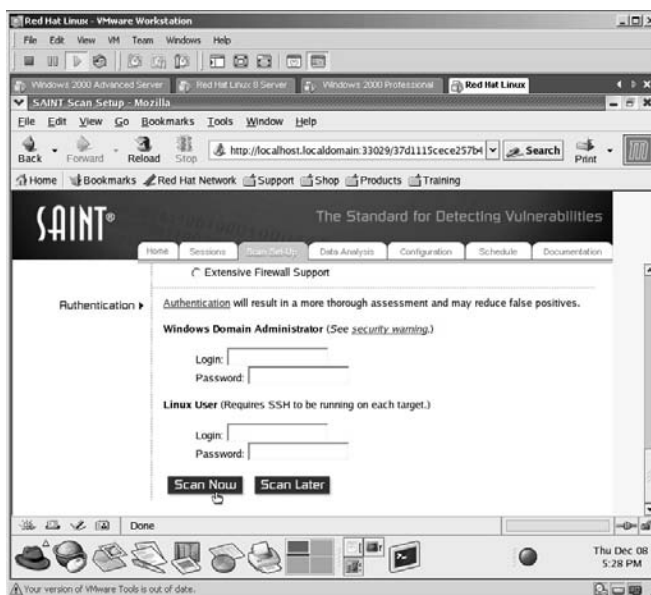 Red Hat Linux - VMware Workstation
File Edit View VM Team Windows Help
Windows 2000 Advanced Server Red Hat Linux 8 Server Windows 2000 Professional Red Hat Linux
SAINT Scan Setup - Mozilla
File Edit View Go Bookmarks Tools Window Help
Back Forward Reload Stop http://localhost.localdomain:33029/37d1115cece257b4 Search Print
Home Bookmarks Red Hat Network Support Shop Products Training
SAINT® The Standard for Detecting Vulnerabilities
Home Sessions Scan Set-Up Data Analysis Configuration Schedule Documentation
Extensive Firewall Support
Authentication Authentication will result in a more thorough assessment and may reduce false positives.
Windows Domain Administrator (See security warning.)
Login:
Password:
Linux User (Requires SSH to be running on each target.)
Login:
Password:
Scan Now Scan Later
Done
Thu Dec 08
5:28 PM
Your version of VMware Tools is out of date.